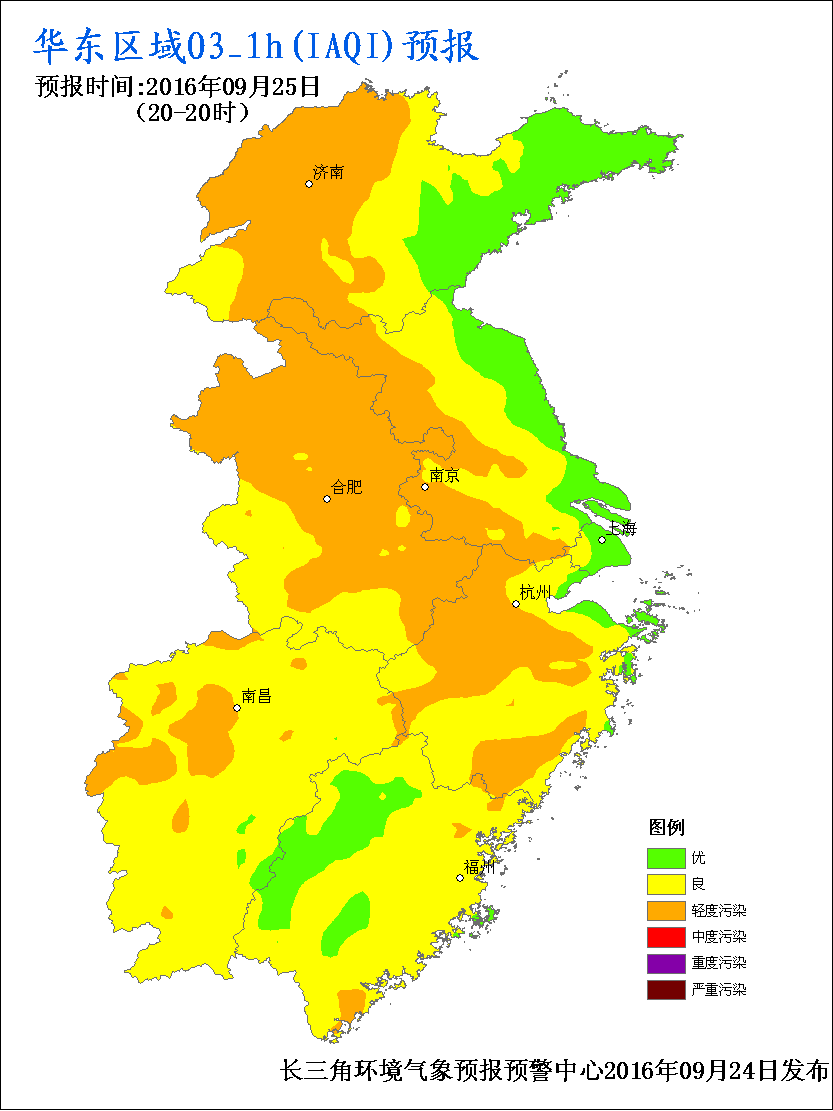 华东区域O3_1h(IAQI)预报
预报时间:2016年09月25日
（20-20时）
济南
南京
合肥
上海
杭州
南昌
福州
图例
优
良
轻度污染
中度污染
重度污染
严重污染
长三角环境气象预报预警中心2016年09月24日发布